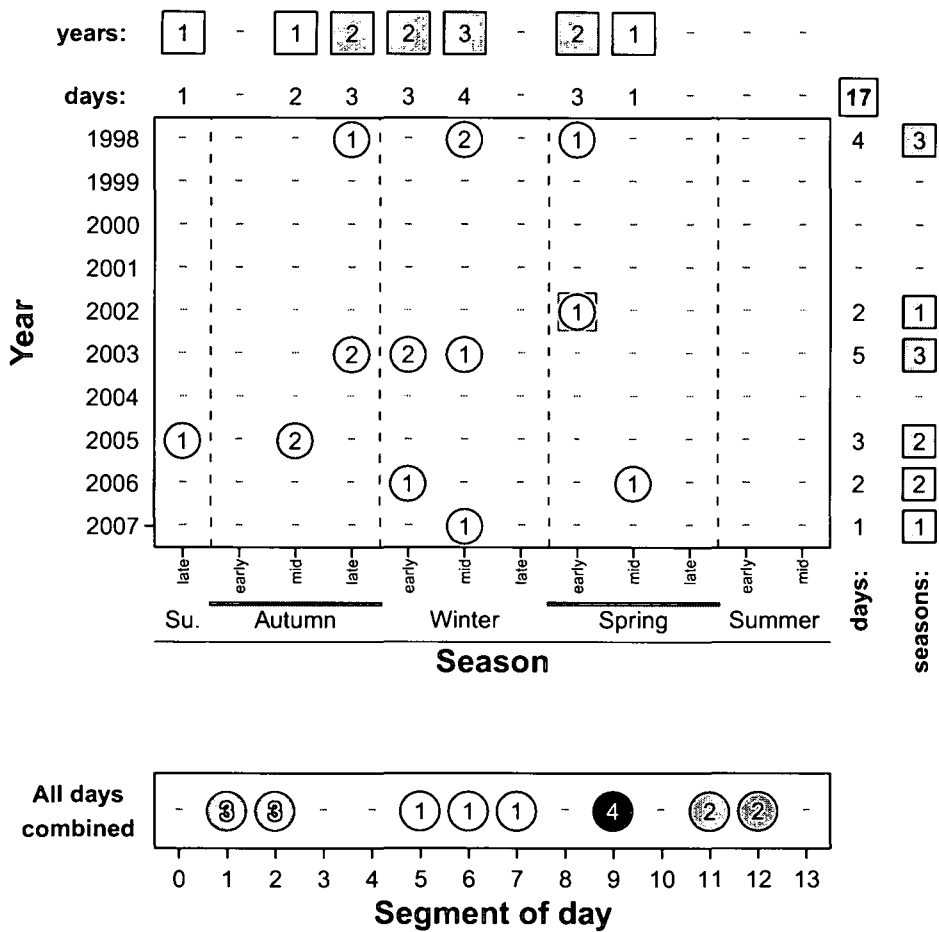 years: 1 - 1 2 2 3 - 2 1 - - -
days: 1 - 2 3 3 4 - 3 1 - - - 17
1998 - - - 1 - 2 - 1 - - - - 4 3
1999 - - - - - - - - - - - - - -
2000 - - - - - - - - - - - - - -
2001 - - - - - - - - - - - - - -
2002 - - - - - - - 1 - - - - 2 1
2003 - - - 2 2 1 - - - - - - 5 3
2004 - - - - - - - - - - - - - -
2005 1 - 2 - - - - - - - - - 3 2
2006 - - - - 1 - - - 1 - - - 2 2
2007 - - - - - 1 - - - - - - 1 1
Year
late early mid late early mid late early mid late early mid
days:
seasons:
Su. Autumn Winter Spring Summer
Season
All days
combined
- 3 3 - - 1 1 1 - 4 - 2 2 -
0 1 2 3 4 5 6 7 8 9 10 11 12 13
Segment of day